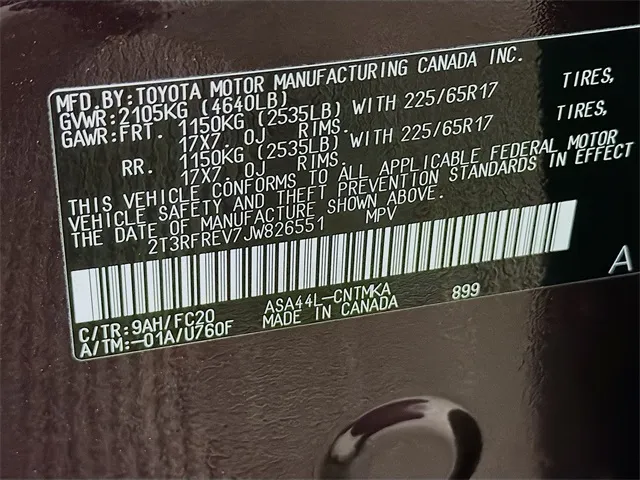 MFD.BY:TOYOTA MOTOR MANUFACTURING CANADA INC.
GVWR:2105KG (4640LB)
GAWR:FRT. 1150KG (2535LB) WITH 225/65R17 TIRES,
17X7.0J RIMS.
RR. 1150KG (2535LB) WITH 225/65R17 TIRES,
17X7.0J RIMS.
THIS VEHICLE CONFORMS TO ALL APPLICABLE FEDERAL MOTOR
VEHICLE SAFETY AND THEFT PREVENTION STANDARDS IN EFFECT
THE DATE OF MANUFACTURE SHOWN ABOVE.
2T3RFREV7JW826551 MPV
A
C/TR:9AH/FC20 ASA44L-CNTMKA 899
A/TM:-01A/U760F MADE IN CANADA